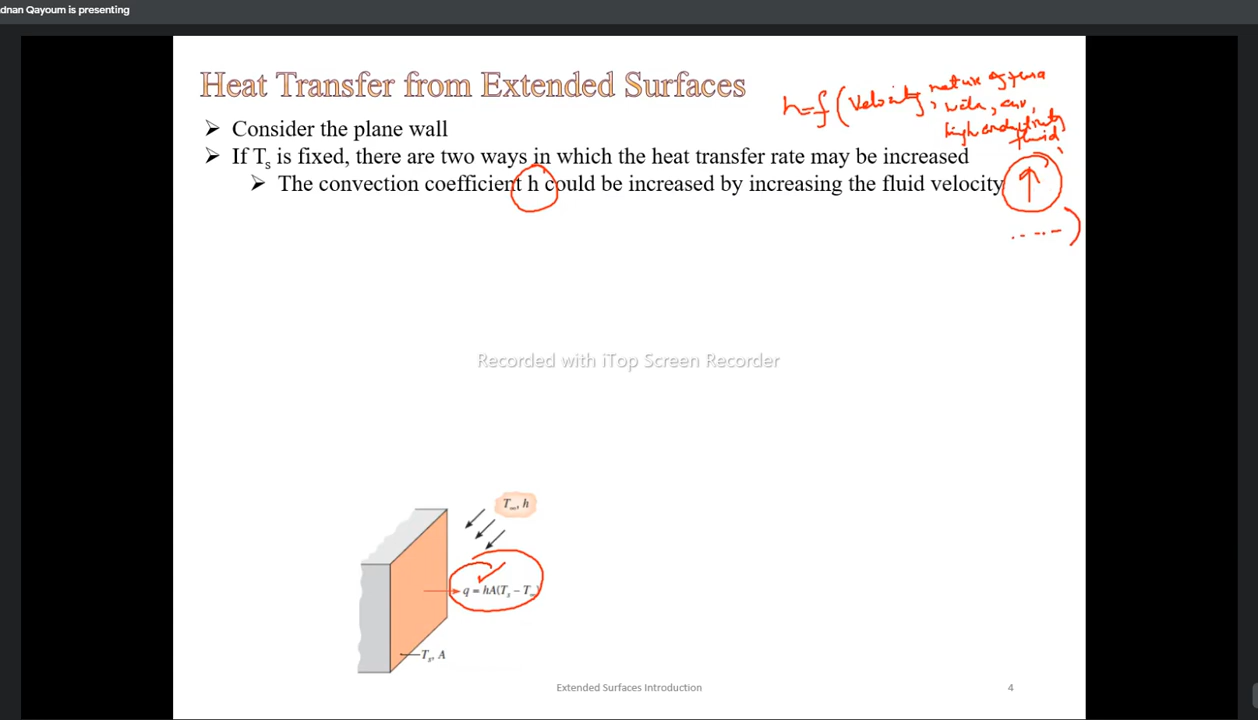 dnan Qayoum is presenting
Heat Transfer from Extended Surfaces
h=f(velocity, nature of
, air,
high
fluid
.....)
➢ Consider the plane wall
➢ If Ts is fixed, there are two ways in which the heat transfer rate may be increased
➢ The convection coefficient h could be increased by increasing the fluid velocity
↑
Recorded with iTop Screen Recorder
T∞, h
q = hA(Ts – T∞)
Ts, A
Extended Surfaces Introduction
4